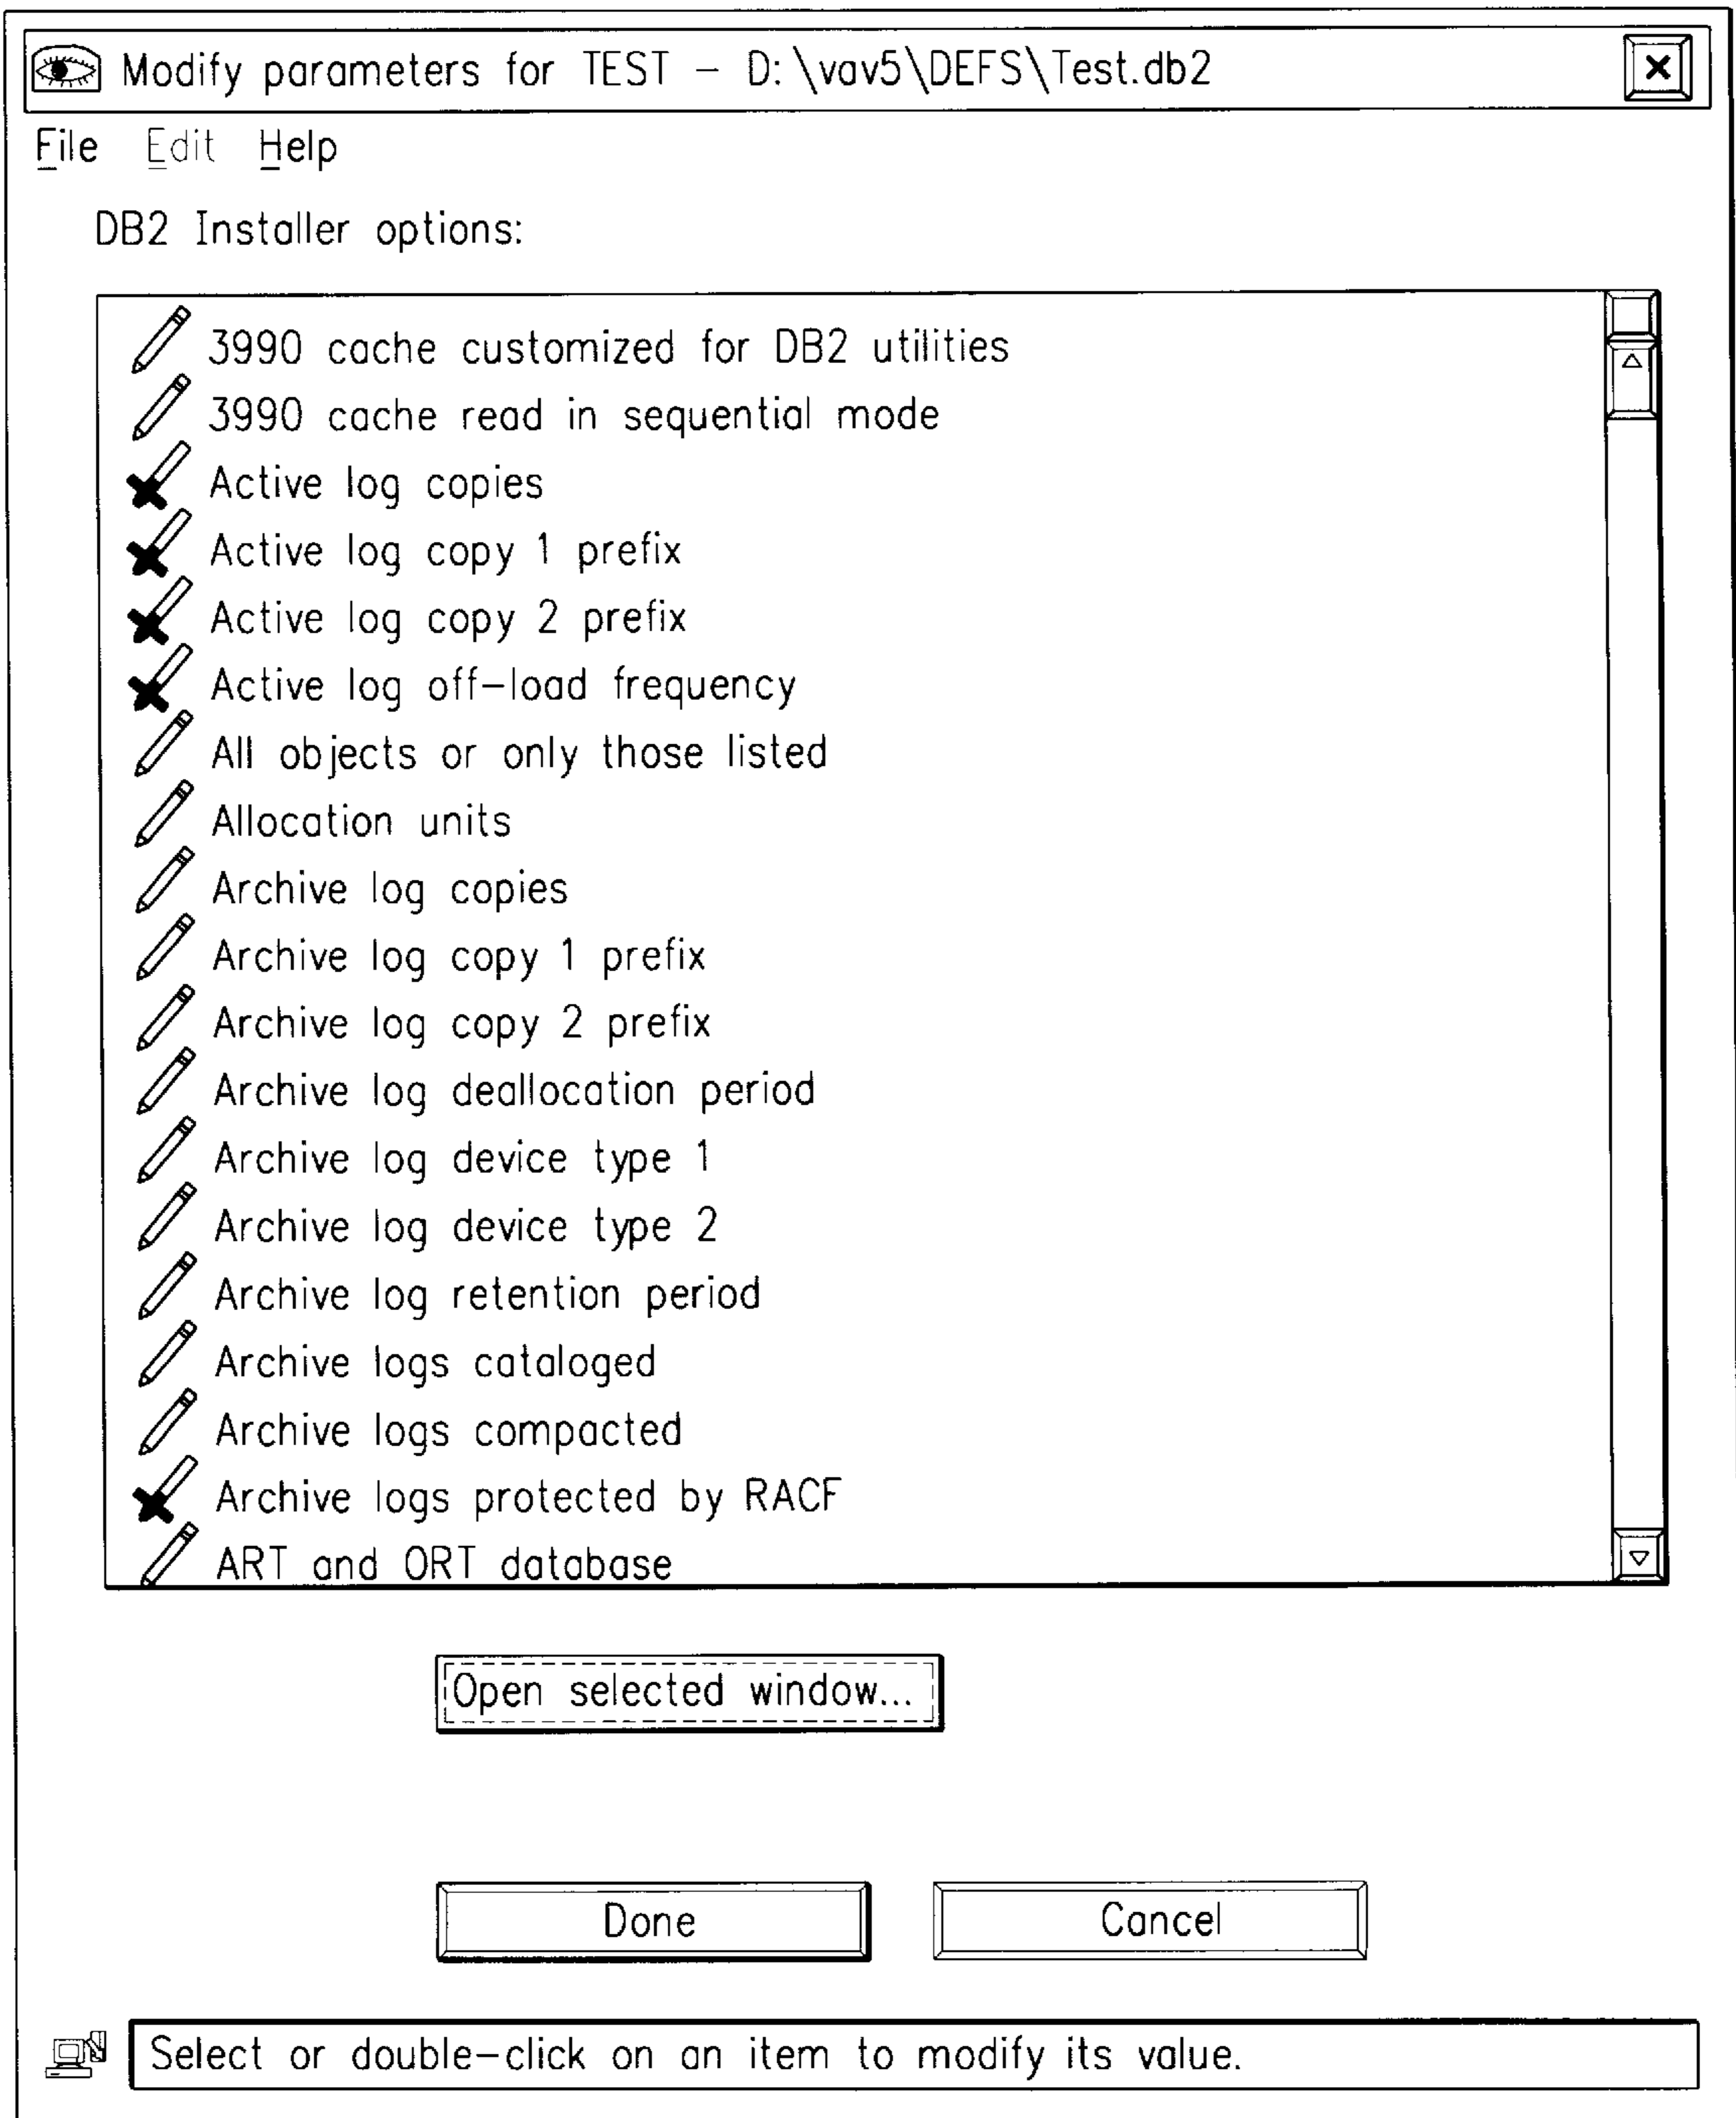 Modify parameters for TEST – D:\vav5\DEFS\Test.db2
File Edit Help
DB2 Installer options:
3990 cache customized for DB2 utilities
3990 cache read in sequential mode
Active log copies
Active log copy 1 prefix
Active log copy 2 prefix
Active log off–load frequency
All objects or only those listed
Allocation units
Archive log copies
Archive log copy 1 prefix
Archive log copy 2 prefix
Archive log deallocation period
Archive log device type 1
Archive log device type 2
Archive log retention period
Archive logs cataloged
Archive logs compacted
Archive logs protected by RACF
ART and ORT database
Open selected window...
Done Cancel
Select or double–click on an item to modify its value.